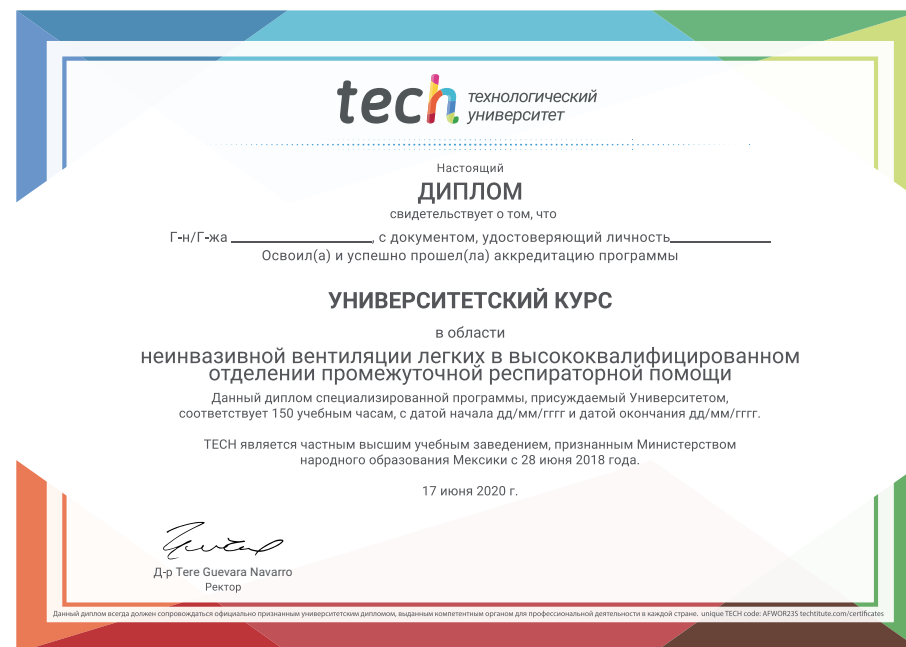 tech технологический
университет
Настоящий
ДИПЛОМ
свидетельствует о том, что
Г-н/Г-жа ____________________, с документом, удостоверяющий личность______________
Освоил(а) и успешно прошел(ла) аккредитацию программы
УНИВЕРСИТЕТСКИЙ КУРС
в области
неинвазивной вентиляции легких в высококвалифицированном
отделении промежуточной респираторной помощи
Данный диплом специализированной программы, присуждаемый Университетом,
соответствует 150 учебным часам, с датой начала дд/мм/гггг и датой окончания дд/мм/гггг.
TECH является частным высшим учебным заведением, признанным Министерством
народного образования Мексики с 28 июня 2018 года.
17 июня 2020 г.
Д-р Tere Guevara Navarro
Ректор
Данный диплом всегда должен сопровождаться официально признанным университетским дипломом, выданным компетентным органом для профессиональной деятельности в каждой стране. unique TECH code: AFWOR23S techtitute.com/certificates